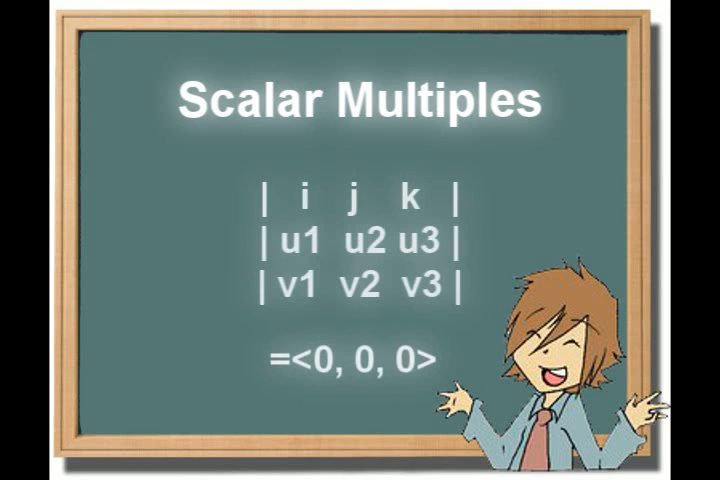 Scalar Multiples
| i j k |
| u1 u2 u3 |
| v1 v2 v3 |
=<0, 0, 0>